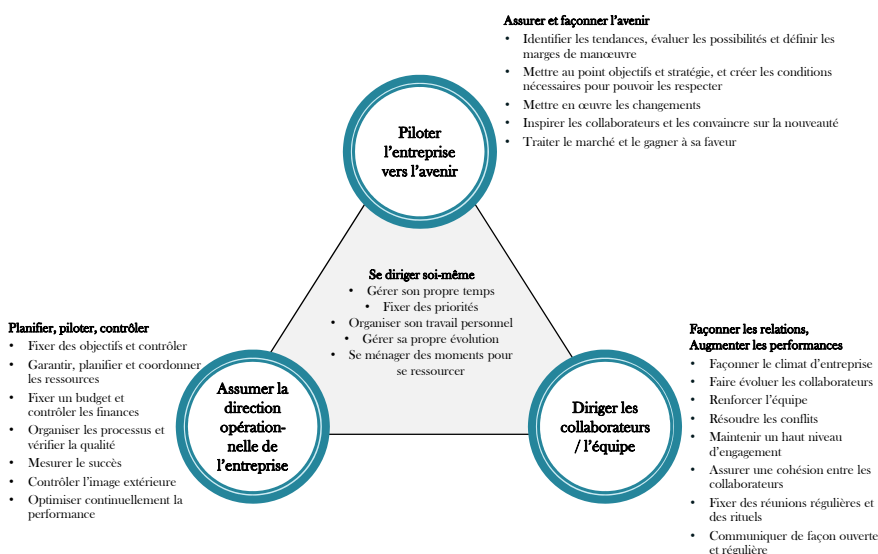 Assurer et façonner l'avenir
• Identifier les tendances, évaluer les possibilités et définir les
marges de manœuvre
• Mettre au point objectifs et stratégie, et créer les conditions
nécessaires pour pouvoir les respecter
• Mettre en œuvre les changements
• Inspirer les collaborateurs et les convaincre sur la nouveauté
• Traiter le marché et le gagner à sa faveur
Piloter
l'entreprise
vers l'avenir
Se diriger soi-même
• Gérer son propre temps
• Fixer des priorités
• Organiser son travail personnel
• Gérer sa propre évolution
• Se ménager des moments pour
se ressourcer
Planifier, piloter, contrôler
• Fixer des objectifs et contrôler
• Garantir, planifier et coordonner
les ressources
• Fixer un budget et
contrôler les finances
• Organiser les processus et
vérifier la qualité
• Mesurer le succès
• Contrôler l'image extérieure
• Optimiser continuellement la
performance
Assumer la
direction
opération-
nelle de
l'entreprise
Diriger les
collaborateurs
/ l'équipe
Façonner les relations,
Augmenter les performances
• Façonner le climat d'entreprise
• Faire évoluer les collaborateurs
• Renforcer l'équipe
• Résoudre les conflits
• Maintenir un haut niveau
d'engagement
• Assurer une cohésion entre les
collaborateurs
• Fixer des réunions régulières et
des rituels
• Communiquer de façon ouverte
et régulière